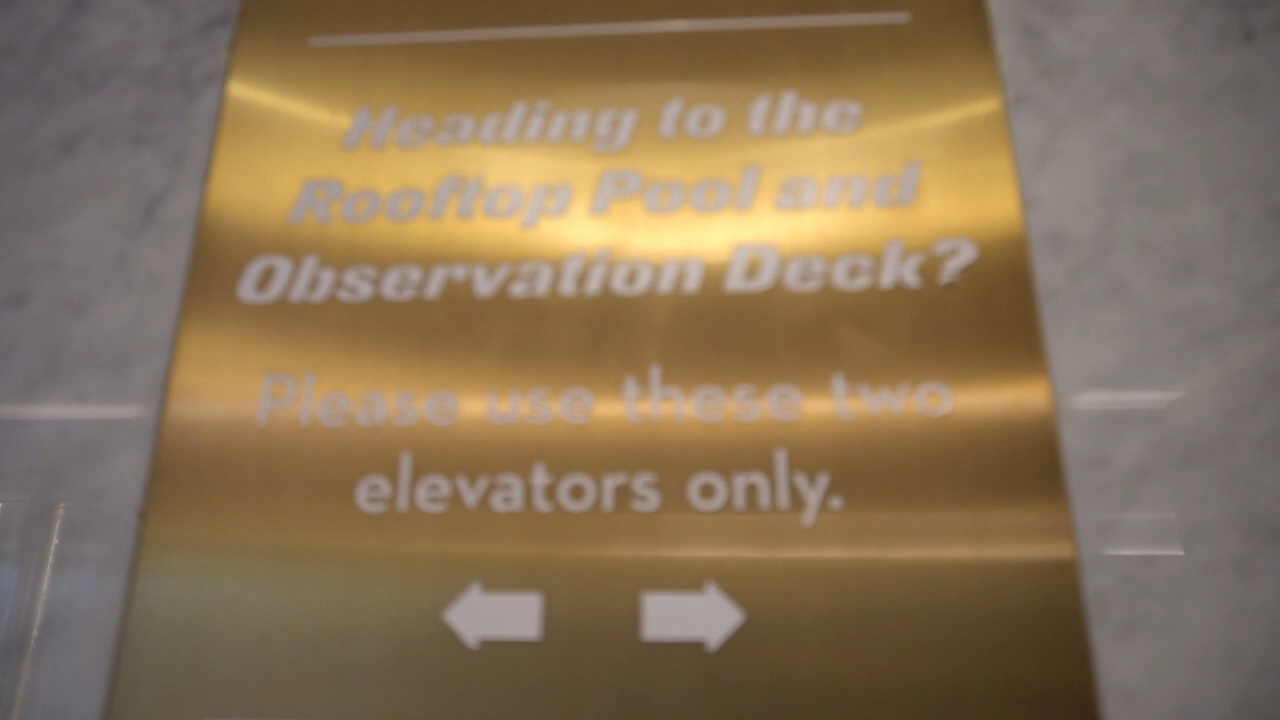 Heading to the
Rooftop Pool and
Observation Deck?
Please use these two
elevators only.